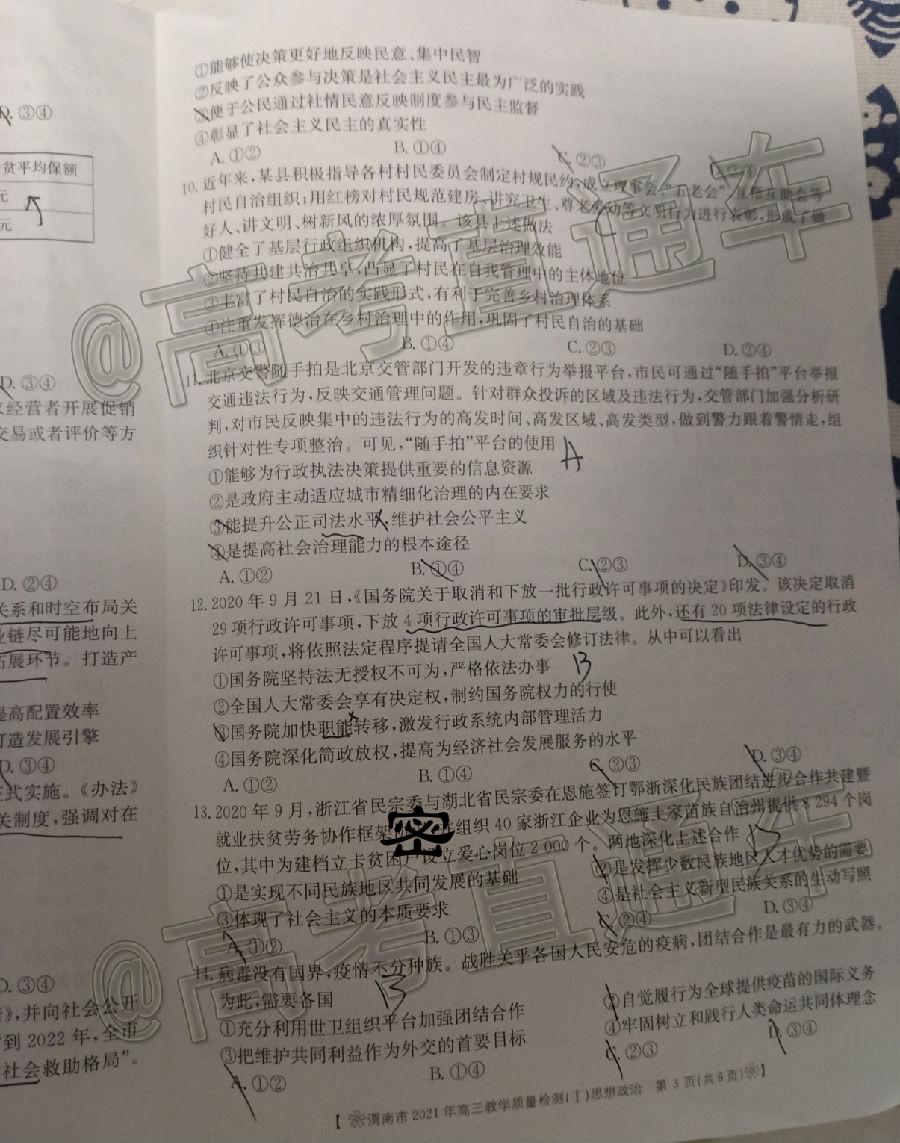 ①能够使决策更好地反映民意、集中民智
②反映了公众参与决策是社会主义民主最为广泛的实践
③便于公民通过社情民意反映制度参与民主监督
④彰显了社会主义民主的真实性
A. ①②
B. ①④
C. ②③
10. 近年来,某县积极指导各村村民委员会制定村规民约,成立理事会、
村民自治组织;用红榜对村民规范建房、讲究卫生、尊老爱幼等文明行为进行表彰,形成了
好人、讲文明、树新风的浓厚氛围。该县上述做法
①健全了基层行政组织机构,提高了基层治理效能
②坚持共建共治共享,凸显了村民在自我管理中的主体地位
③丰富了村民自治的实践形式,有利于完善乡村治理体系
④注重发挥德治在乡村治理中的作用,巩固了村民自治的基础
A. ①③
B. ①④
C. ②③
D. ②④
11. 北京交警随手拍是北京交管部门开发的违章行为举报平台,市民可通过“随手拍”平台举报
交通违法行为,反映交通管理问题。针对群众投诉的区域及违法行为,交管部门加强分析研
判,对市民反映集中的违法行为的高发时间、高发区域、高发类型,做到警力跟着警情走,组
织针对性专项整治。可见,“随手拍”平台的使用 A
①能够为行政执法决策提供重要的信息资源
②是政府主动适应城市精细化治理的内在要求
③能提升公正司法水平,维护社会公平主义
④是提高社会治理能力的根本途径
A. ①②
B. ①④
C. ②③
D. ③④
12. 2020 年 9 月 21 日,《国务院关于取消和下放一批行政许可事项的决定》印发。该决定取消
29 项行政许可事项,下放 4 项行政许可事项的审批层级。此外,还有 20 项法律设定的行政
许可事项,将依照法定程序提请全国人大常委会修订法律。从中可以看出
①国务院坚持法无授权不可为,严格依法办事 B
②全国人大常委会享有决定权,制约国务院权力的行使
③国务院加快职能转移,激发行政系统内部管理活力
④国务院深化简政放权,提高为经济社会发展服务的水平
A. ①②
B. ①④
C. ②③
D. ③④
13. 2020 年 9 月,浙江省民宗委与湖北省民宗委在恩施签订鄂浙深化民族团结进步合作共建暨
就业扶贫劳务协作框架
组织 40 家浙江企业为恩施土家苗族自治州提供 8 294 个岗
位,其中为建档立卡贫困户设立爱心岗位 2 000 个。两地深化上述合作 B
①是实现不同民族地区共同发展的基础
②是发挥少数民族地区人才优势的需要
③体现了社会主义的本质要求
④是社会主义新型民族关系的生动写照
A. ①②
B. ①③
C. ②④
D. ③④
密
14. 病毒没有国界,疫情不分种族。战胜关乎各国人民安危的疫病,团结合作是最有力的武器。
为此,需要各国 B
①充分利用世卫组织平台加强团结合作
②自觉履行为全球提供疫苗的国际义务
③把维护共同利益作为外交的首要目标
④牢固树立和践行人类命运共同体理念
A. ①②
B. ①④
C. ②③
D. ③④
【渭南市 2021 年高三教学质量检测(Ⅰ)思想政治 第 3 页(共 6 页)】
D. ③④
贫平均保额
元
元
D. ③④
求经营者开展促销
交易或者评价等方
D. ②④
关系和时空布局关
业链尽可能地向上
拓展环节。打造产
提高配置效率
打造发展引擎
D. ③④
正式实施。《办法》
关制度,强调对在
D. ③④
》,并向社会公开
到 2022 年,全市
社会救助格局”。
@高考直通车
@高考直通车